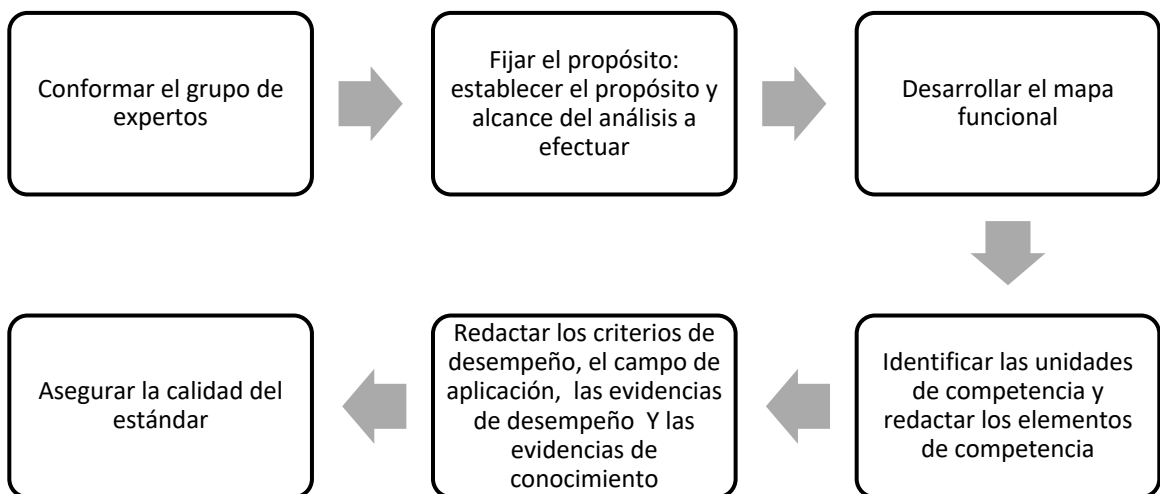 Conformar el grupo de
expertos
Fijar el propósito:
establecer el propósito y
alcance del análisis a
efectuar
Desarrollar el mapa
funcional
Identificar las unidades
de competencia y
redactar los elementos
de competencia
Redactar los criterios de
desempeño, el campo de
aplicación,  las evidencias
de desempeño  Y las
evidencias de
conocimiento
Asegurar la calidad del
estándar